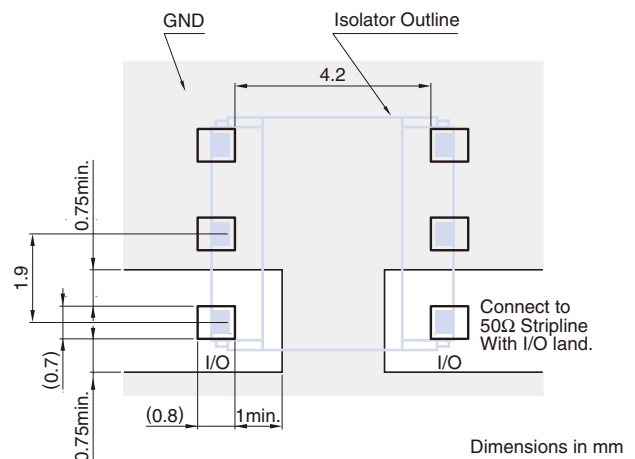 GND
Isolator Outline
4.2
0.75min.
1.9
(0.7)
0.75min.
I/O
I/O
Connect to
50Ω Stripline
With I/O land.
(0.8)
1min.
Dimensions in mm